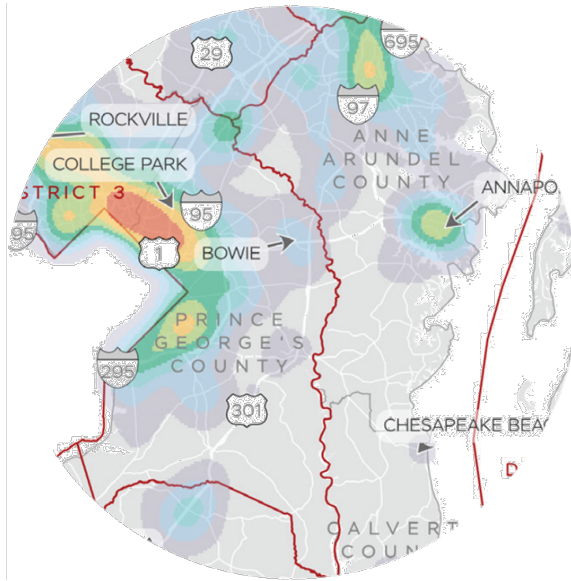 29
695
97
ROCKVILLE
ANNE
ARUNDEL
COUNTY
COLLEGE PARK
STRICT 3
ANNAPO
95
95
1
BOWIE
PRINCE
GEORGE'S
COUNTY
295
301
CHESAPEAKE BEA
D
CALVERT
COUN